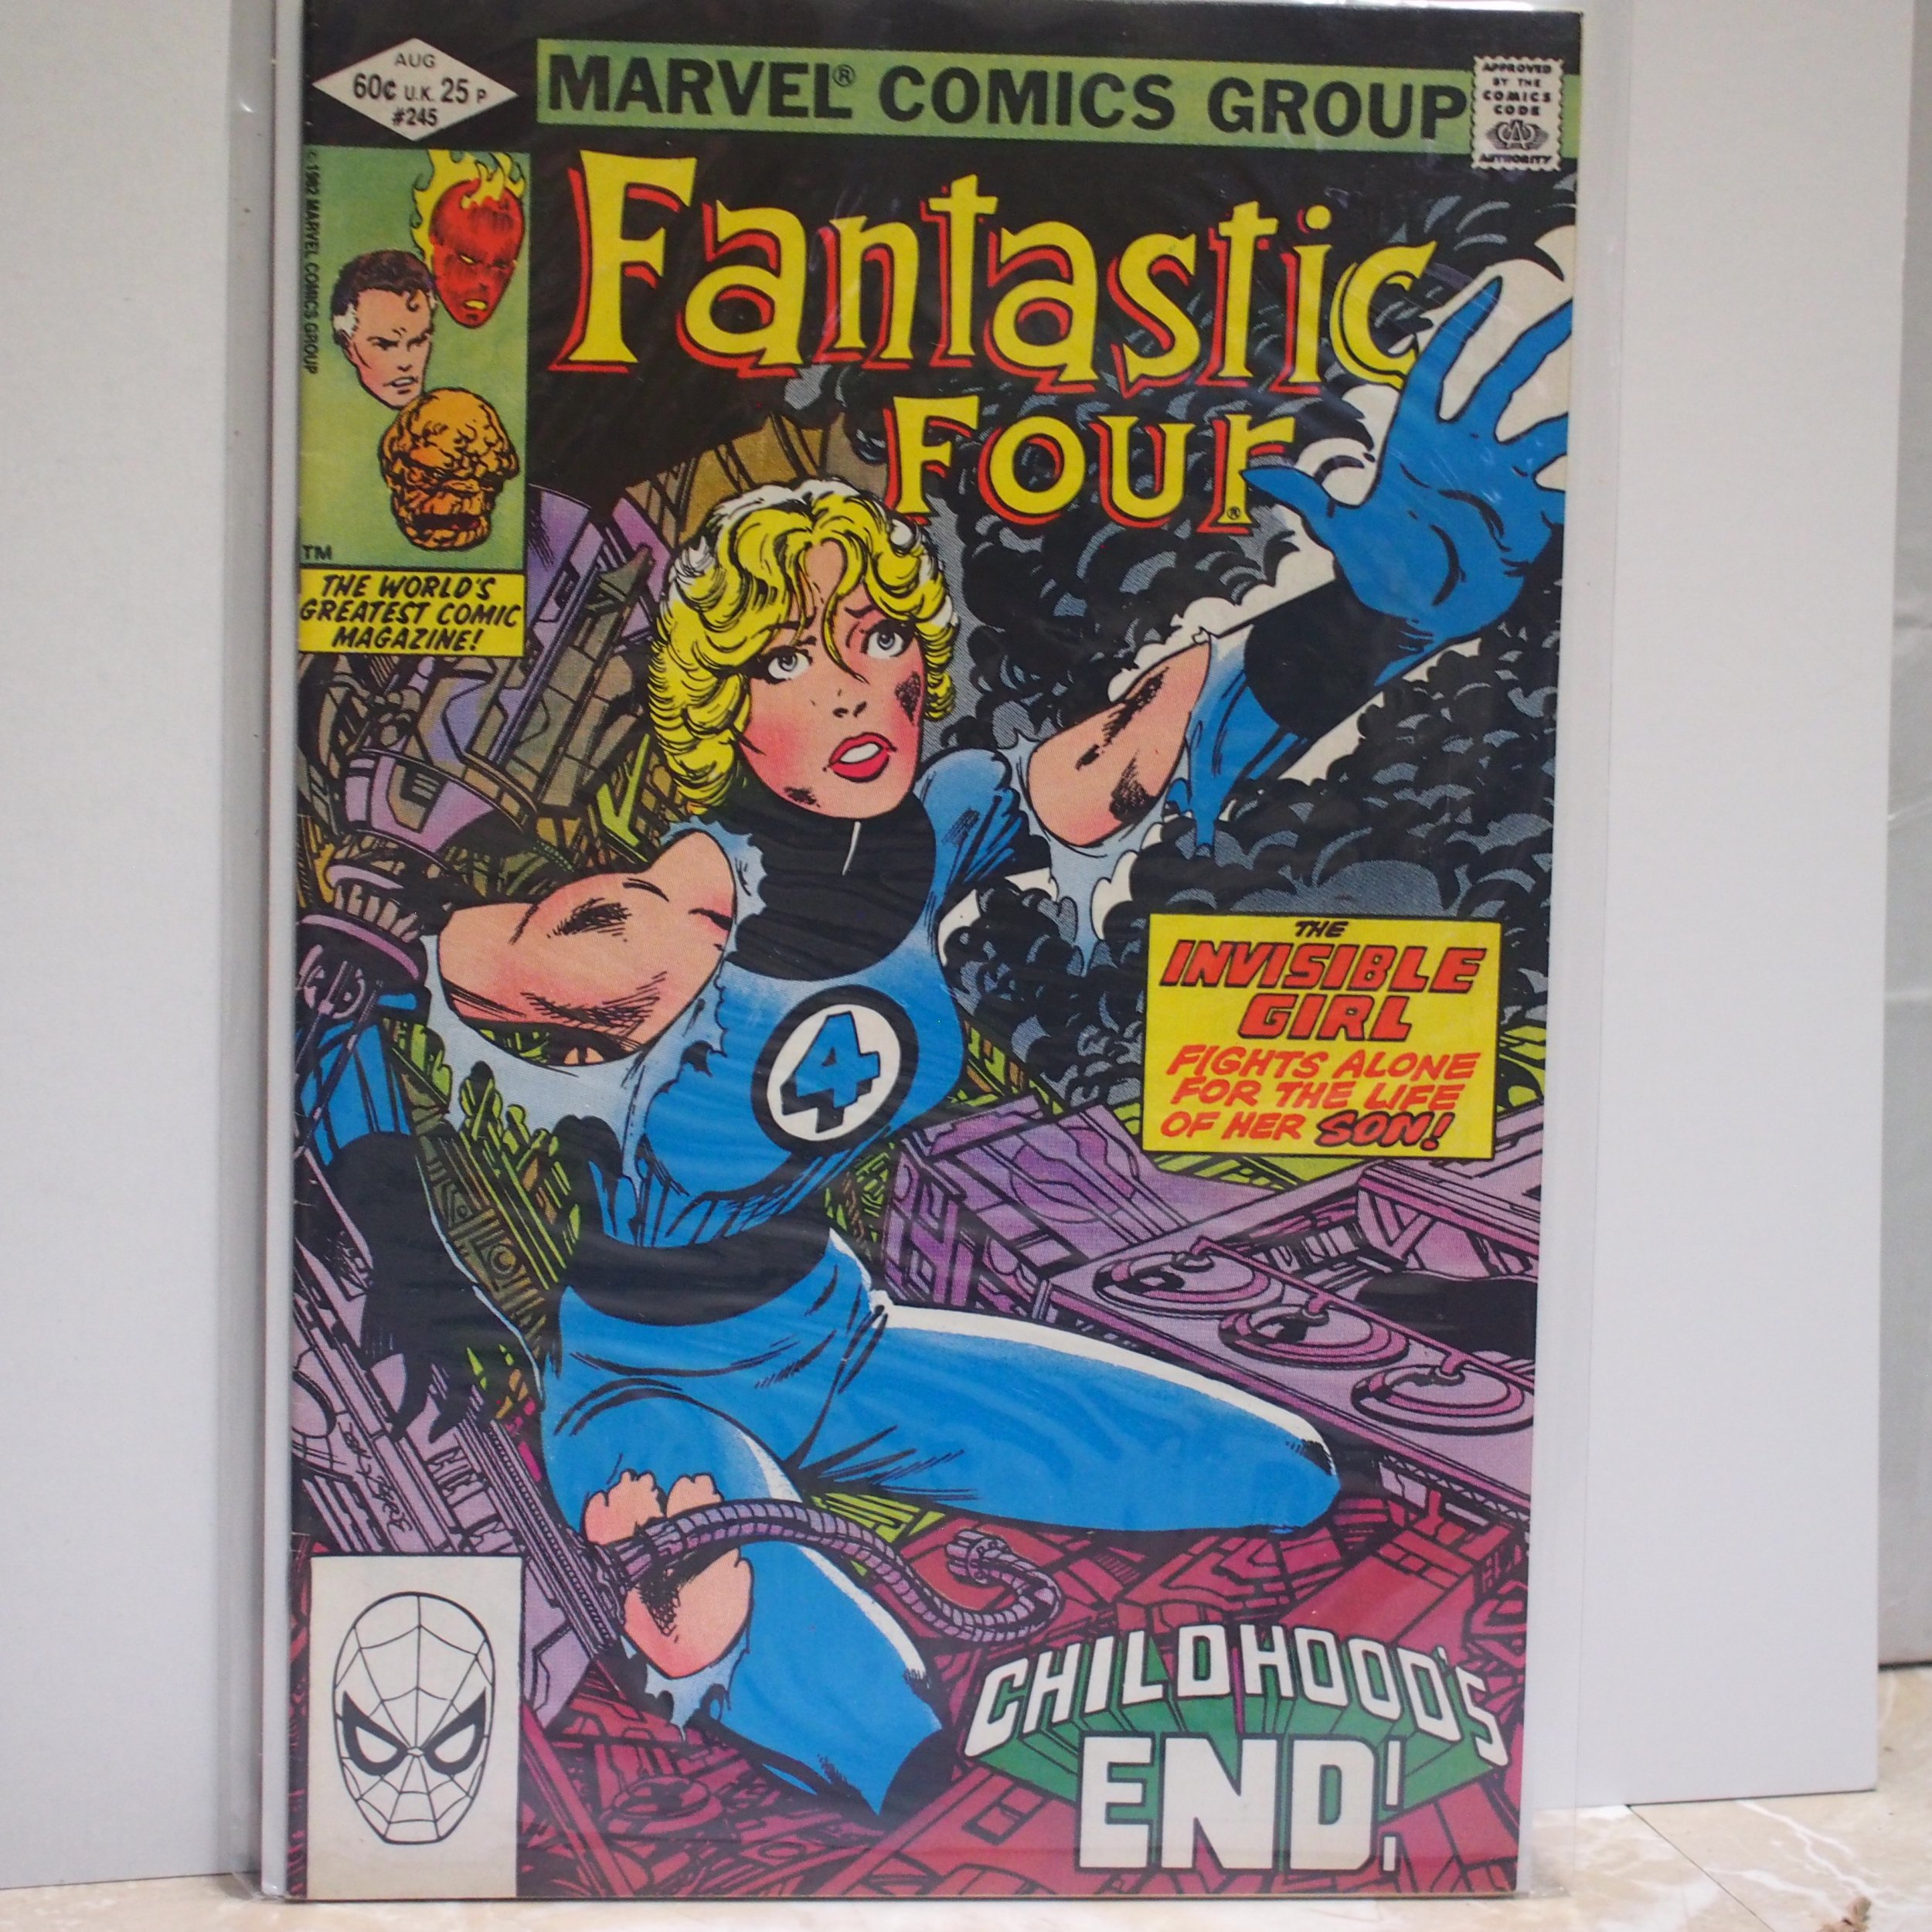 AUG
60¢ U.K. 25 P
#245
MARVEL® COMICS GROUP
APPROVED
BY THE
COMICS
CODE
AUTHORITY
© 1982 MARVEL COMICS GROUP
Fantastic
Four®
TM
THE WORLD'S
GREATEST COMIC
MAGAZINE!
4
THE
INVISIBLE
GIRL
FIGHTS ALONE
FOR THE LIFE
OF HER SON!
CHILDHOOD'S
END!